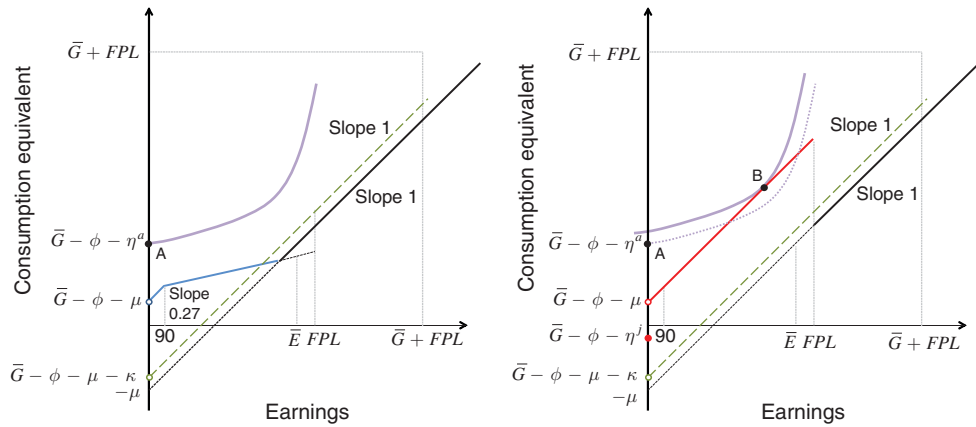 Consumption equivalent
G̅ + FPL
Slope 1
Slope 1
G̅ − ϕ − η^a
A
G̅ − ϕ − μ
Slope
0.27
90
E̅ FPL
G̅ + FPL
G̅ − ϕ − μ − κ
−μ
Earnings
Consumption equivalent
G̅ + FPL
Slope 1
B
Slope 1
G̅ − ϕ − η^a
A
G̅ − ϕ − μ
90
G̅ − ϕ − η^j
E̅ FPL
G̅ + FPL
G̅ − ϕ − μ − κ
−μ
Earnings